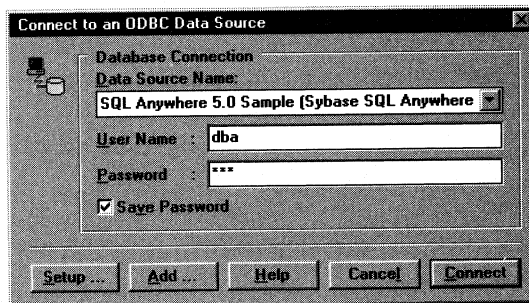 Connect to an ODBC Data Source
Database Connection
Data Source Name:
SQL Anywhere 5.0 Sample (Sybase SQL Anywhere
User Name : dba
Password : ***
Save Password
Setup ... Add ... Help Cancel Connect